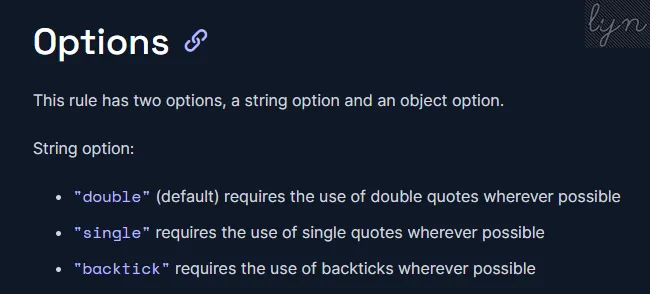 lyn
Options
This rule has two options, a string option and an object option.
String option:
• "double" (default) requires the use of double quotes wherever possible
• "single" requires the use of single quotes wherever possible
• "backtick" requires the use of backticks wherever possible